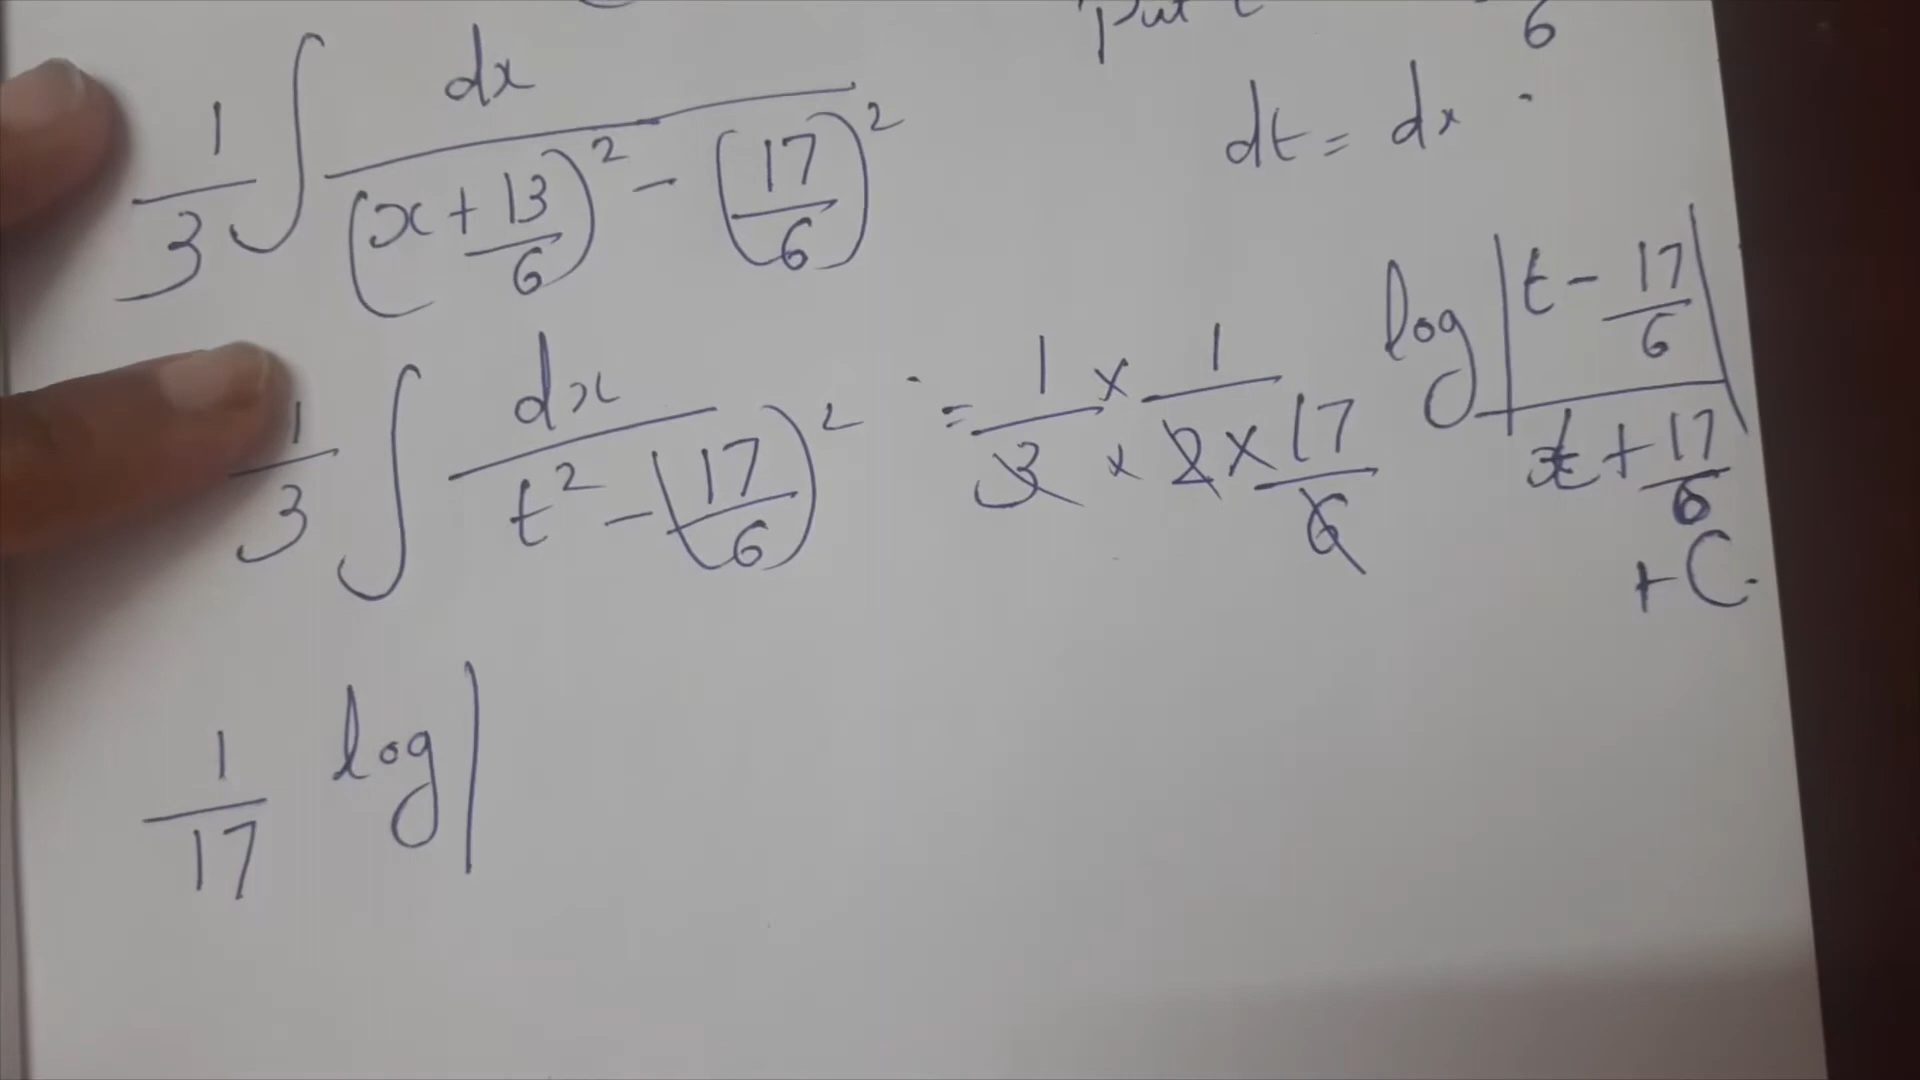 Put t
6
1/3 ∫ dx / (x + 13/6)² − (17/6)²
dt = dx
1/3 ∫ dx / t² − (17/6)² = 1/3 × 1/2 × 17/6 log |t − 17/6 / t + 17/6|
+ C
1/17 log |